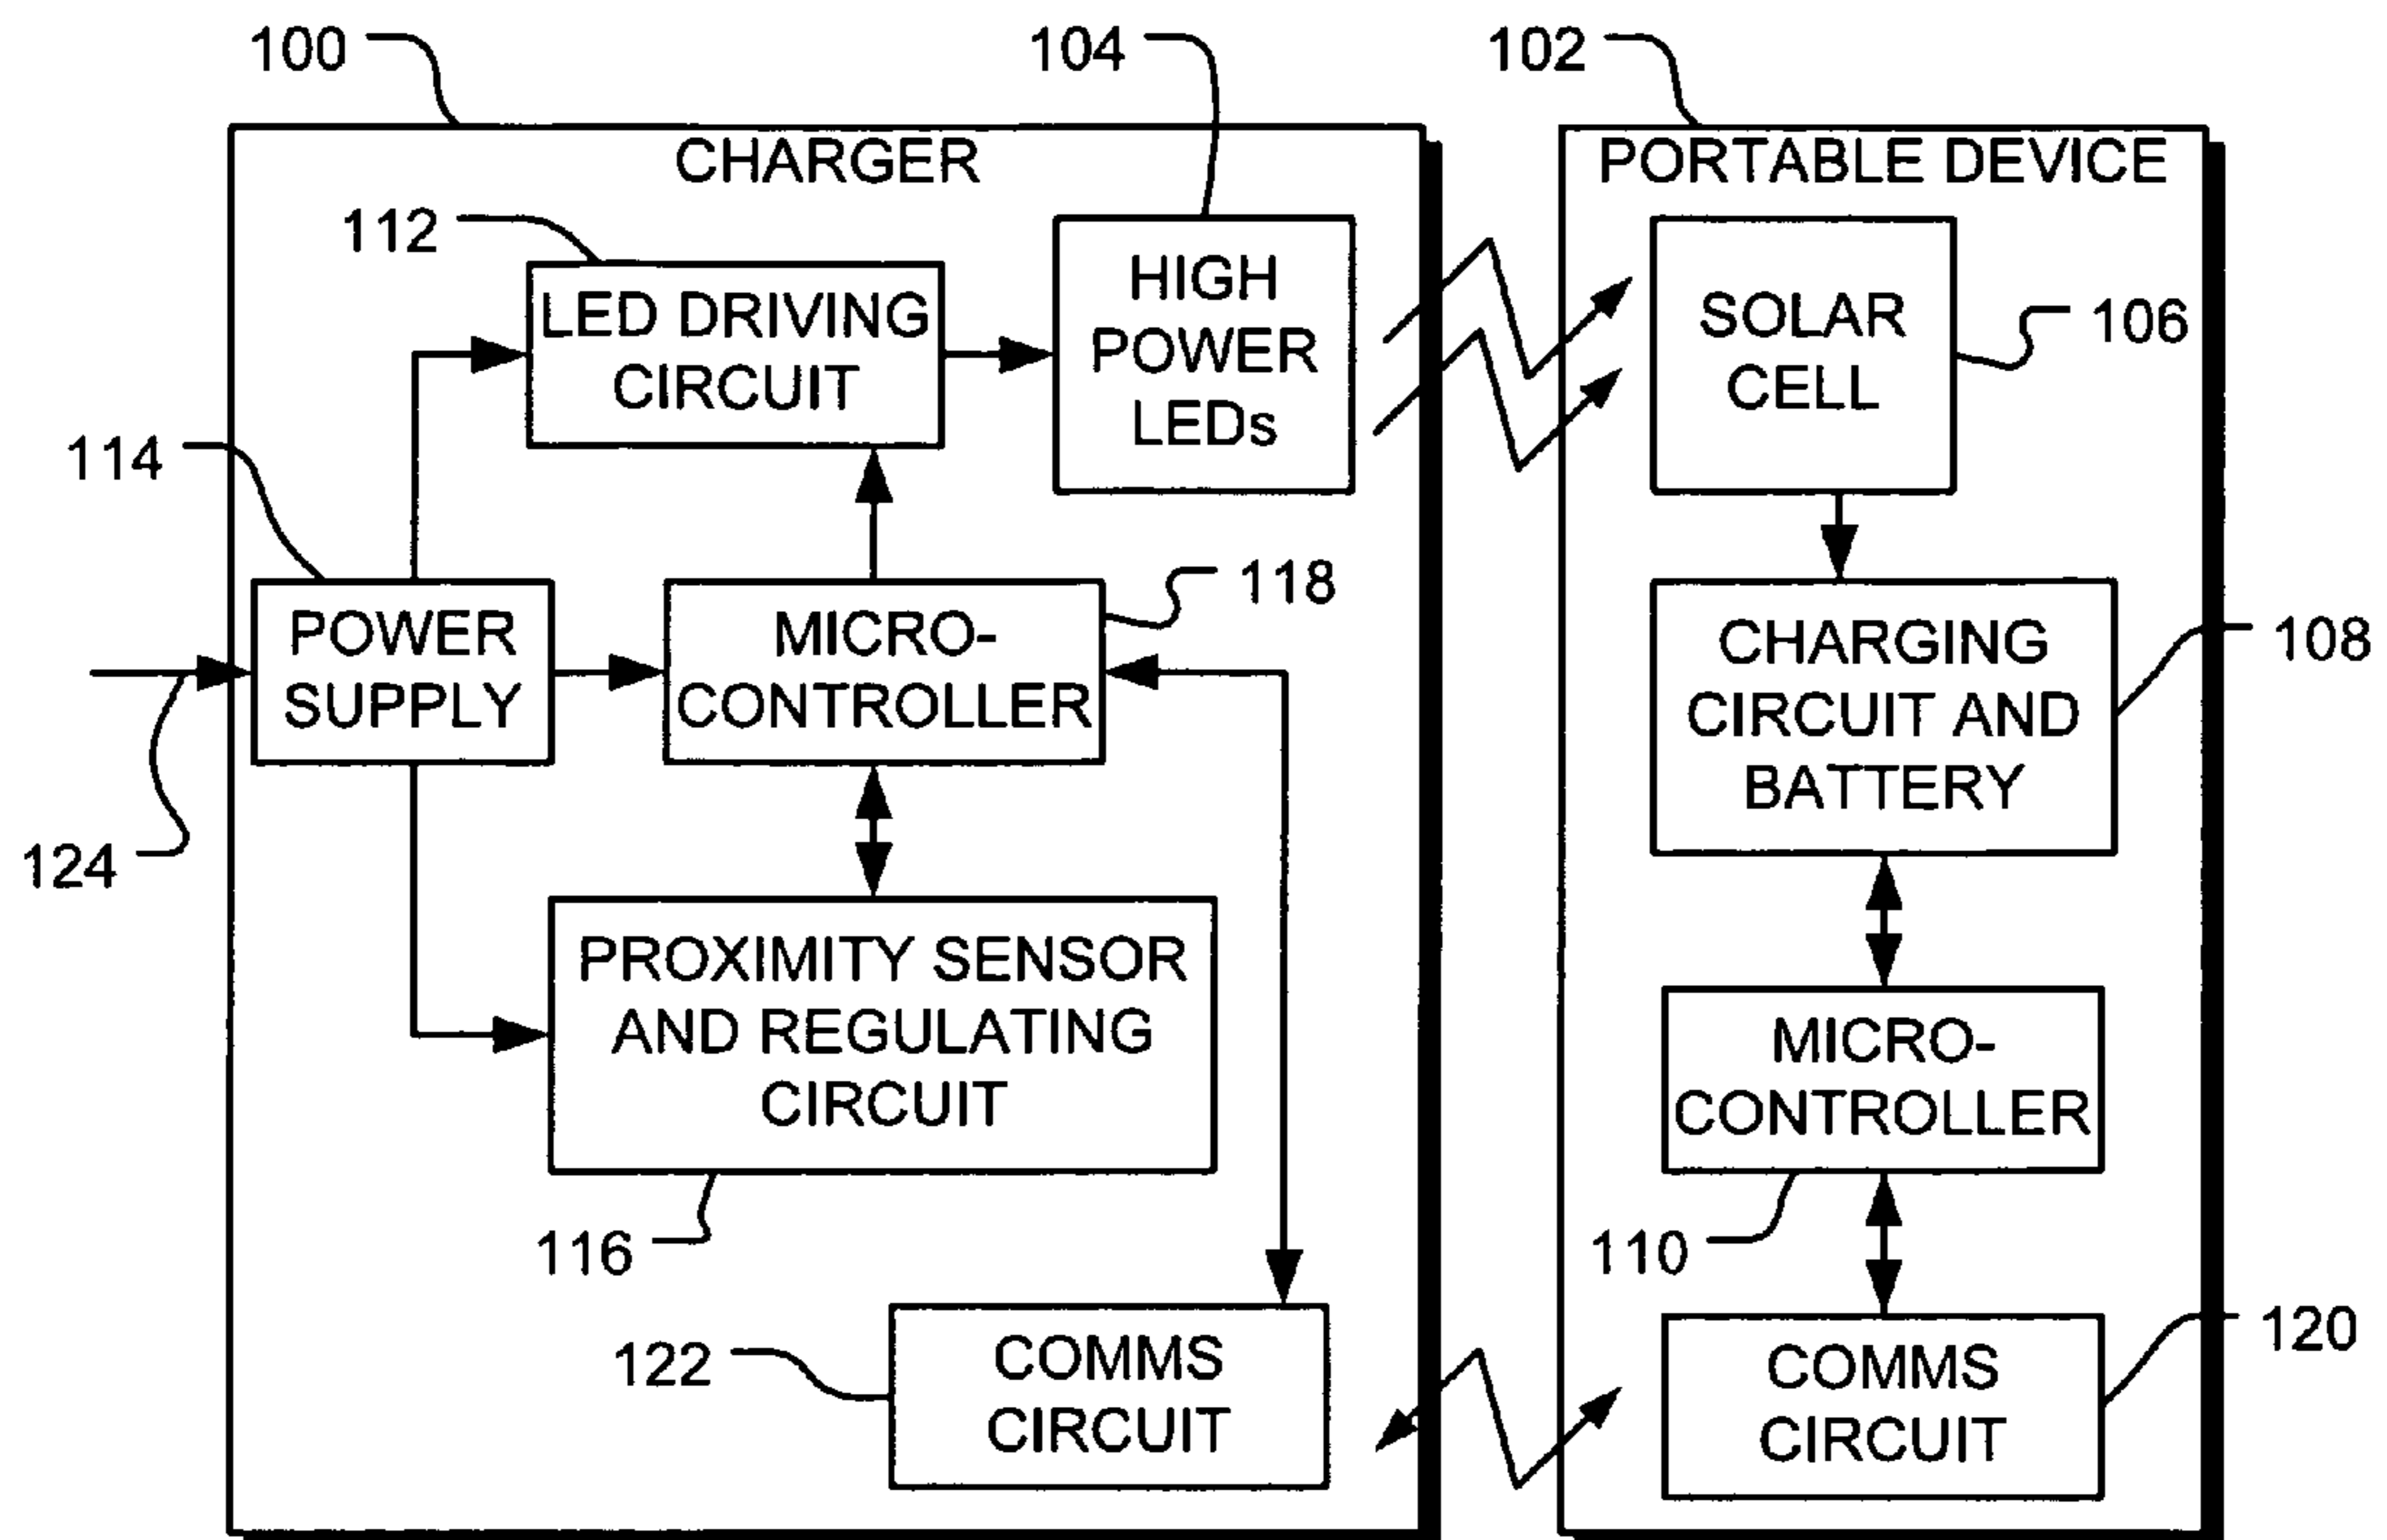 100
104
102
CHARGER
PORTABLE DEVICE
112
LED DRIVING
CIRCUIT
HIGH
POWER
LEDs
SOLAR
CELL
106
114
POWER
SUPPLY
MICRO-
CONTROLLER
118
CHARGING
CIRCUIT AND
BATTERY
108
124
PROXIMITY SENSOR
AND REGULATING
CIRCUIT
116
MICRO-
CONTROLLER
110
122
COMMS
CIRCUIT
COMMS
CIRCUIT
120